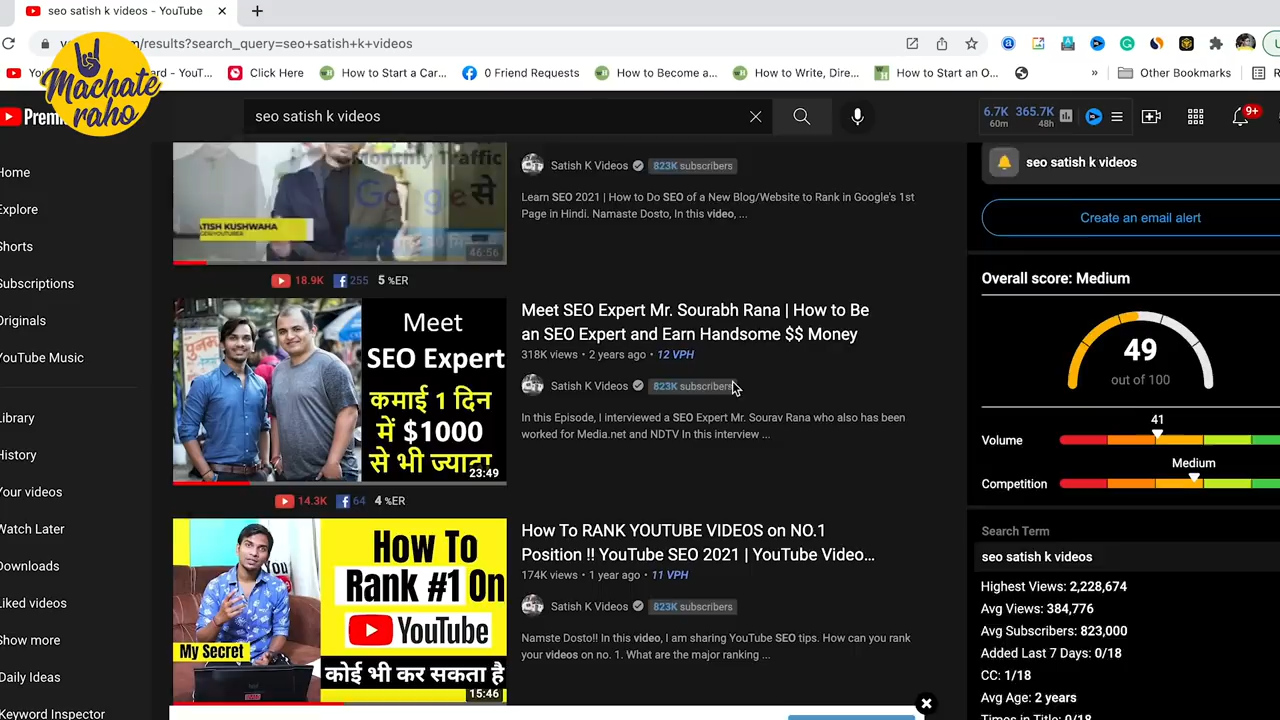 seo satish k videos - YouTube
Machate
raho
m/results?search_query=seo+satish+k+videos
Click Here
How to Start a Car...
0 Friend Requests
How to Become a...
How to Write, Dire...
How to Start an O...
»
Other Bookmarks
Prem
seo satish k videos
6.7K 365.7K
60m 48h
9+
Home
Explore
Shorts
Subscriptions
Originals
YouTube Music
Library
History
Your videos
Watch Later
Downloads
Liked videos
Show more
Daily Ideas
Keyword Inspector
Monthly Traffic
Google से
ATISH KUSHWAHA
46:56
Satish K Videos 823K subscribers
Learn SEO 2021 | How to Do SEO of a New Blog/Website to Rank in Google's 1st
Page in Hindi. Namaste Dosto, In this video, ...
18.9K 255 5 %ER
Meet
SEO Expert
कमाई 1 दिन
में $1000
से भी ज्यादा
23:49
Meet SEO Expert Mr. Sourabh Rana | How to Be
an SEO Expert and Earn Handsome $$ Money
318K views • 2 years ago • 12 VPH
Satish K Videos 823K subscribers
In this Episode, I interviewed a SEO Expert Mr. Sourav Rana who also has been
worked for Media.net and NDTV In this interview ...
14.3K 64 4 %ER
How To
Rank #1 On
YouTube
My Secret
कोई भी कर सकता है
15:46
How To RANK YOUTUBE VIDEOS on NO.1
Position !! YouTube SEO 2021 | YouTube Video...
174K views • 1 year ago • 11 VPH
Satish K Videos 823K subscribers
Namste Dosto!! In this video, I am sharing YouTube SEO tips. How can you rank
your videos on no. 1. What are the major ranking ...
seo satish k videos
Create an email alert
Overall score: Medium
49
out of 100
41
Volume
Medium
Competition
Search Term
seo satish k videos
Highest Views: 2,228,674
Avg Views: 384,776
Avg Subscribers: 823,000
Added Last 7 Days: 0/18
CC: 1/18
Avg Age: 2 years
Times in Title: 0/18